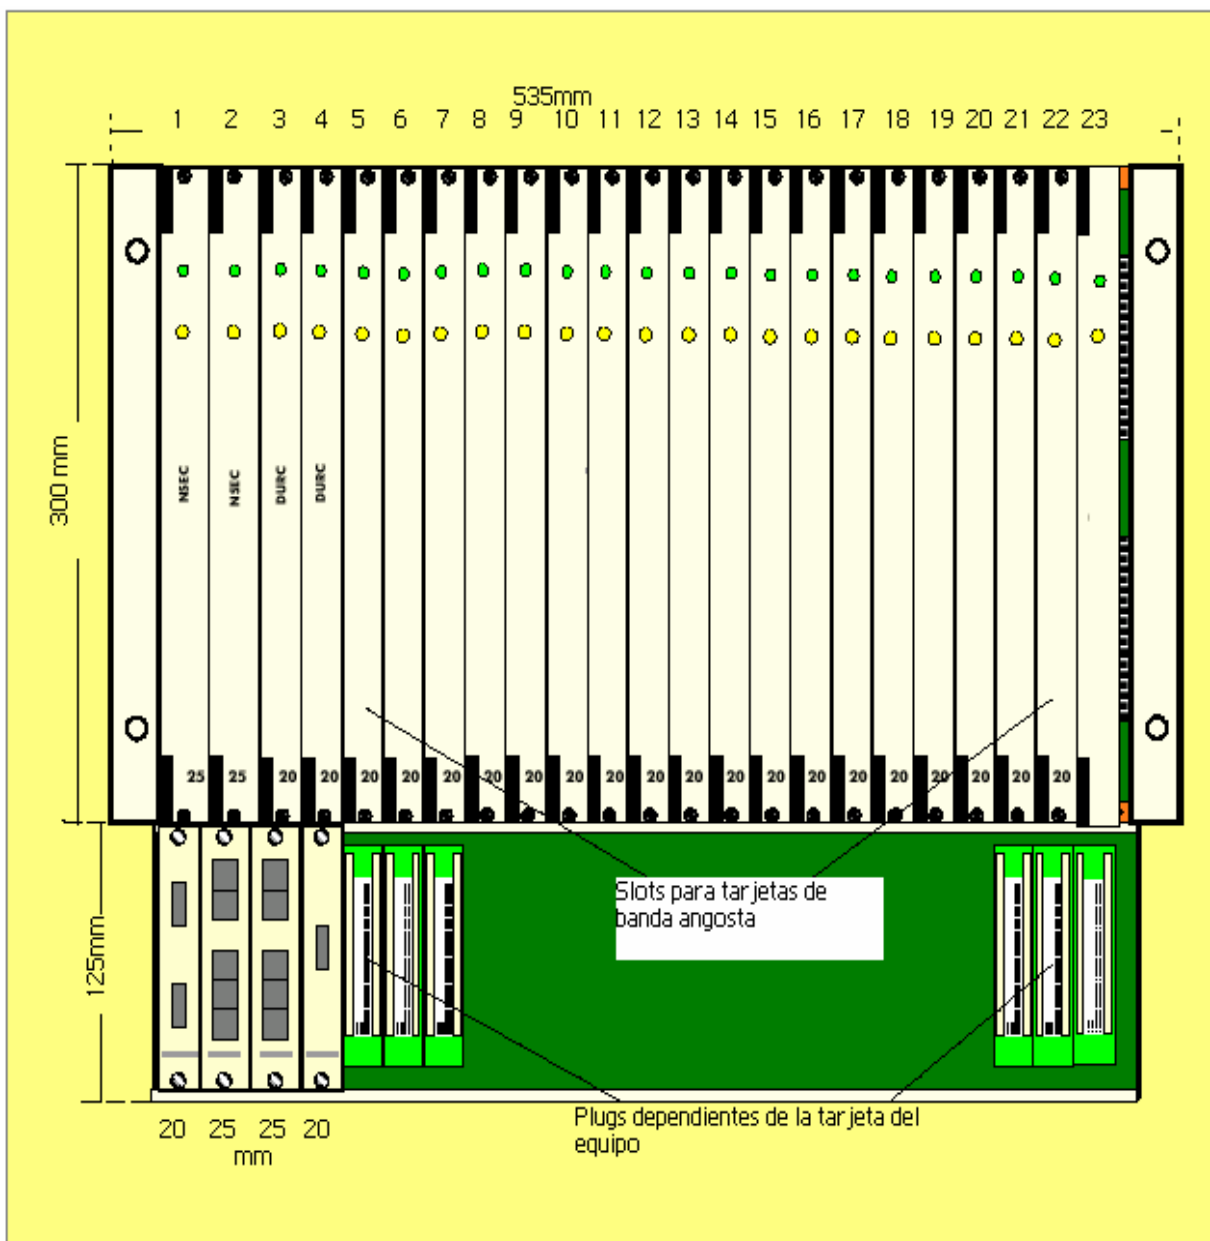 535mm
1 2 3 4 5 6 7 8 9 10 11 12 13 14 15 16 17 18 19 20 21 22 23
300 mm
NSEC NSEC DURC DURC
25 25 20 20 20 20 20 20 20 20 20 20 20 20 20 20 20 20 20 20 20 20
Slots para tarjetas de
banda angosta
125mm
Plugs dependientes de la tarjeta del
equipo
20 25 25 20
mm